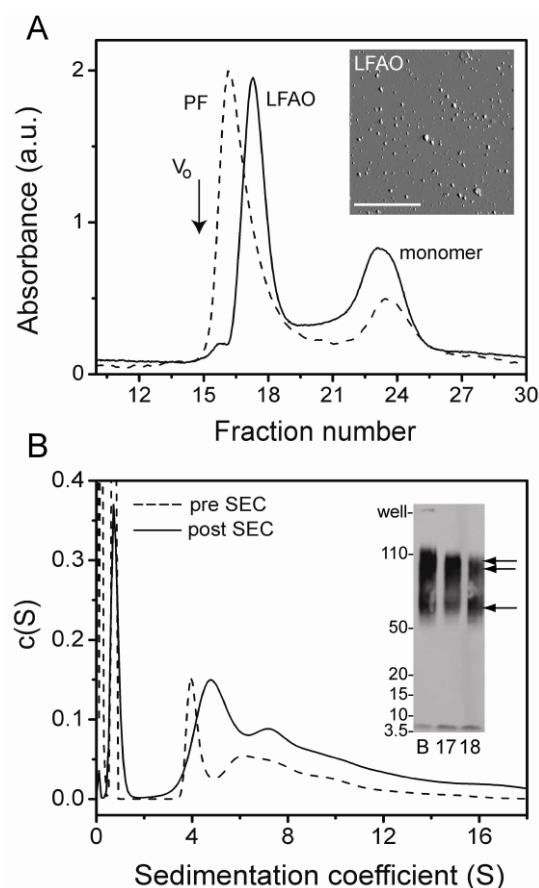 A
LFAO
2
PF
LFAO
V₀
1
monomer
0
Absorbance (a.u.)
12 15 18 21 24 27 30
Fraction number
B
0.4
pre SEC
post SEC
0.3
0.2
0.1
0.0
c(S)
well-
110-
50-
20-
15-
10-
3.5-
B 17 18
0 4 8 12 16
Sedimentation coefficient (S)